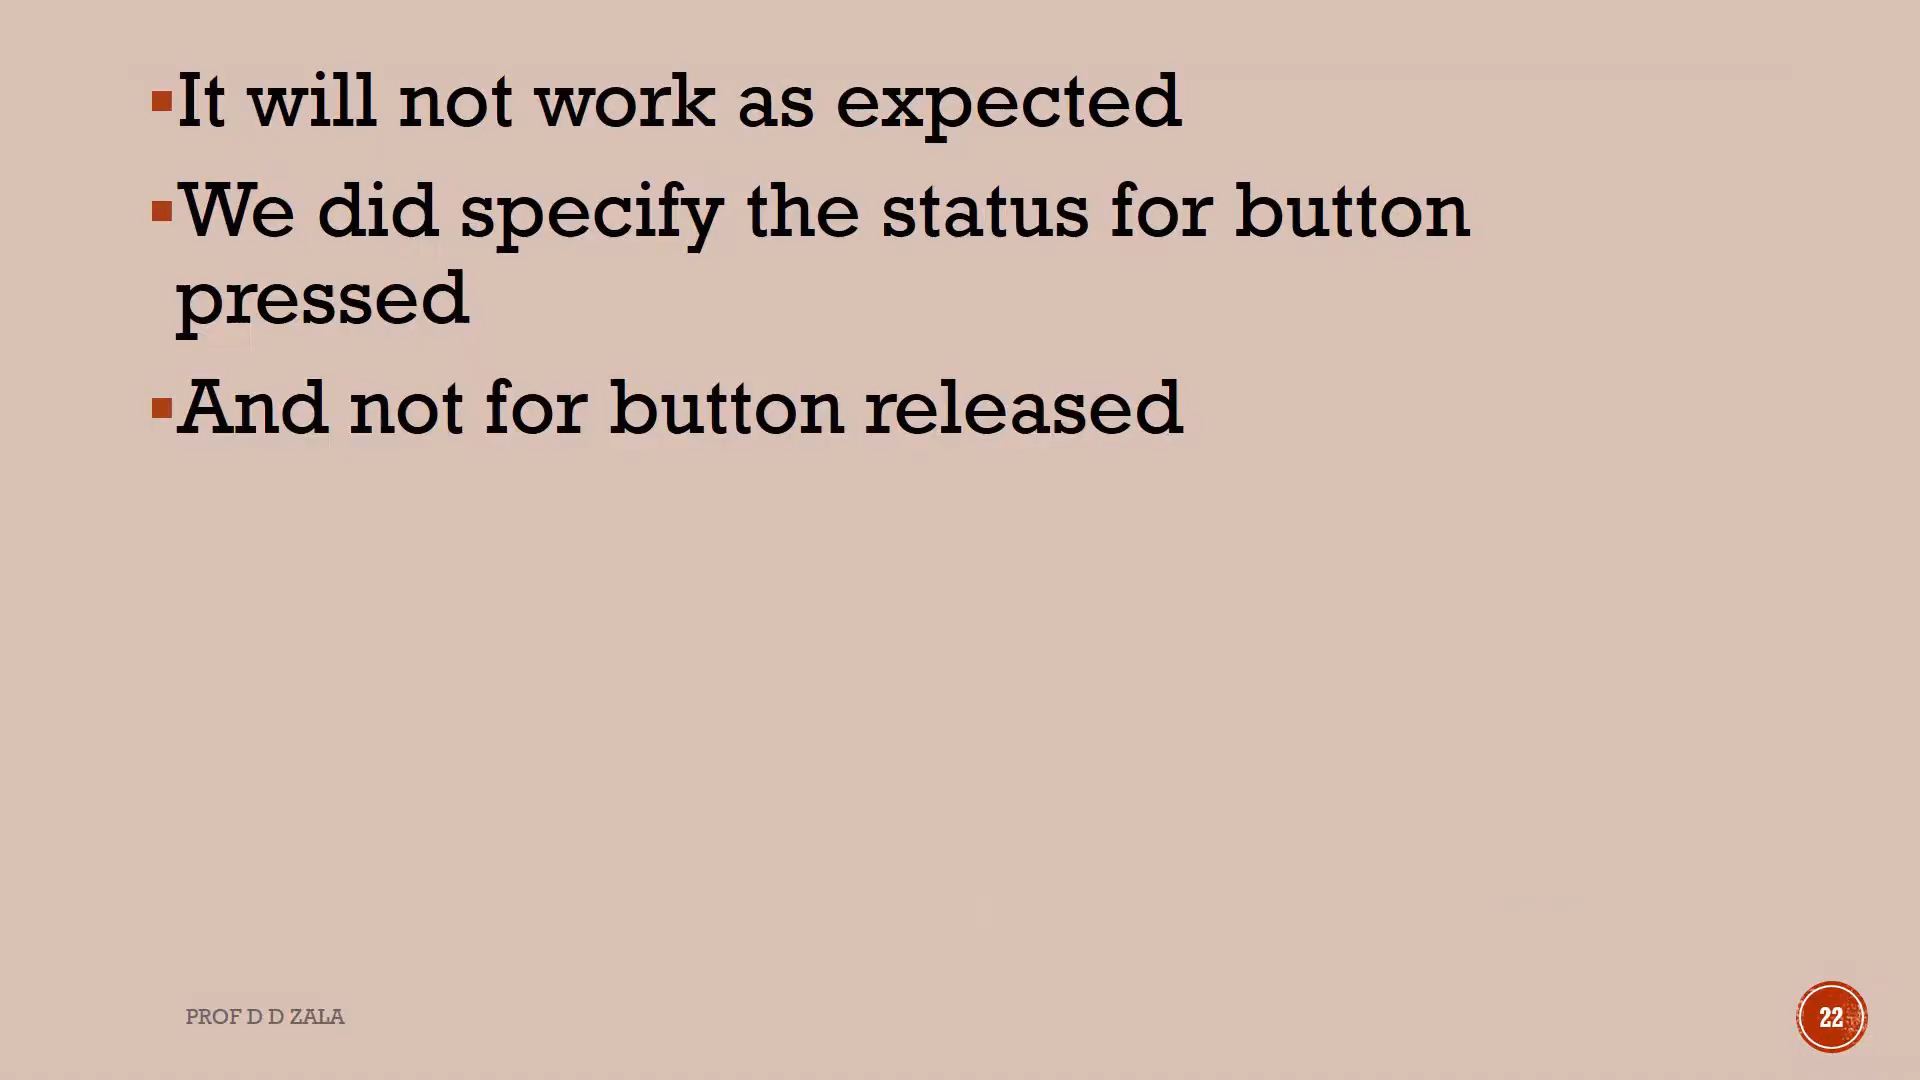 ▪It will not work as expected
▪We did specify the status for button
pressed
▪And not for button released
PROF D D ZALA
22